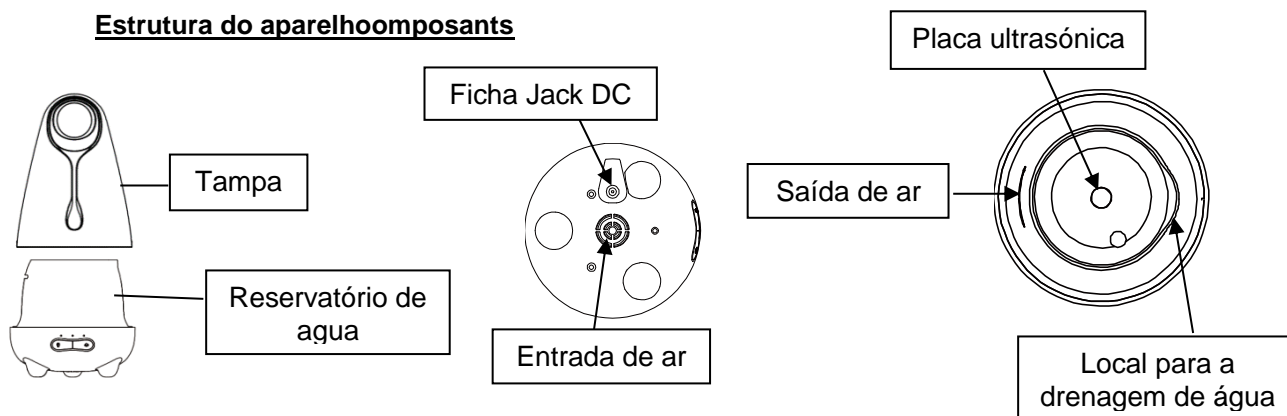 Estrutura do aparelhoomposants
Placa ultrasónica
Ficha Jack DC
Tampa
Saída de ar
Reservatório de
agua
Entrada de ar
Local para a
drenagem de água